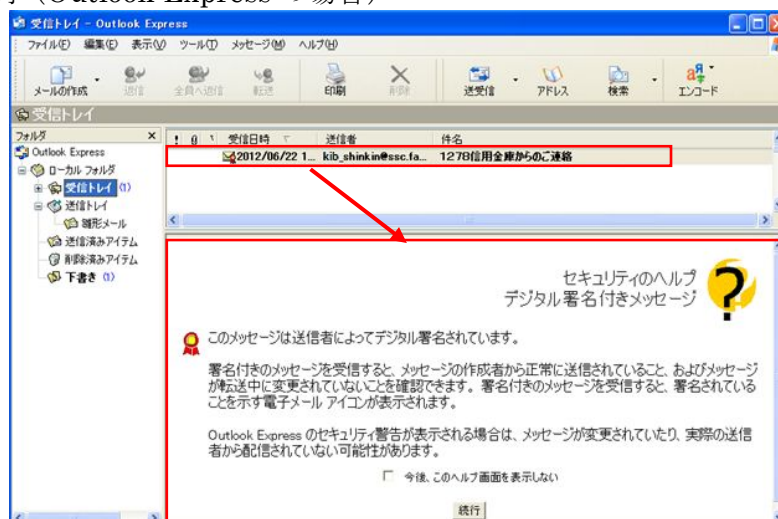 (Outlook Express の場合)
受信トレイ - Outlook Express
ファイル(F) 編集(E) 表示(V) ツール(T) メッセージ(M) ヘルプ(H)
メールの作成 返信 全員へ返信 転送 印刷 削除 送受信 アドレス 検索 エンコード
受信トレイ
フォルダ ×
! 受信日時 送信者 件名
2012/06/22 1... kib_shinkin@ssc.fa... 1278信用金庫からのご連絡
Outlook Express
ローカル フォルダ
受信トレイ (1)
送信トレイ
雛形メール
送信済みアイテム
削除済みアイテム
下書き (1)
セキュリティのヘルプ
デジタル署名付きメッセージ
このメッセージは送信者によってデジタル署名されています。
署名付きのメッセージを受信すると、メッセージの作成者から正常に送信されていること、およびメッセージ
が転送中に変更されていないことを確認できます。署名付きのメッセージを受信すると、署名されている
ことを示す電子メール アイコンが表示されます。
Outlook Express のセキュリティ警告が表示される場合は、メッセージが変更されていたり、実際の送信
者から配信されていない可能性があります。
今後、このヘルプ画面を表示しない
続行